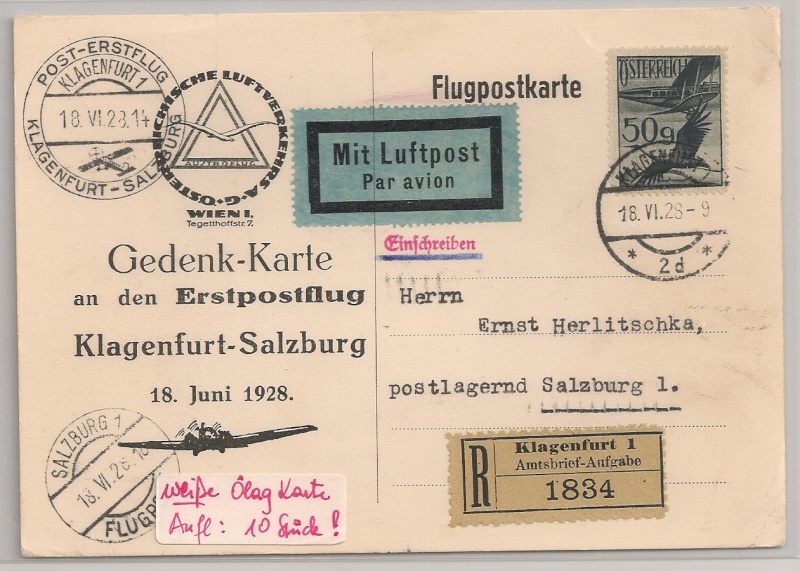 POST-ERSTFLUG
KLAGENFURT 1
18.VI.28.14
KLAGENFURT-SALZBURG
ÖSTERREICHISCHE LUFTVERKEHRS A.G.
AUSTROFLUG
WIEN I,
Tegetthoffstr. 7.
Flugpostkarte
Mit Luftpost
Par avion
ÖSTERREICH
50g
KLAGENFURT
18.VI.28-9
* 2d *
Einschreiben
Gedenk-Karte
an den Erstpostflug
Klagenfurt-Salzburg
18. Juni 1928.
Herrn
Ernst Herlitschka,
postlagernd Salzburg 1.
SALZBURG 1
18.VI.28.
FLUGPO
weiße Ölag Karte
Aufl: 10 Stück!
R
Klagenfurt 1
Amtsbrief-Aufgabe
1834